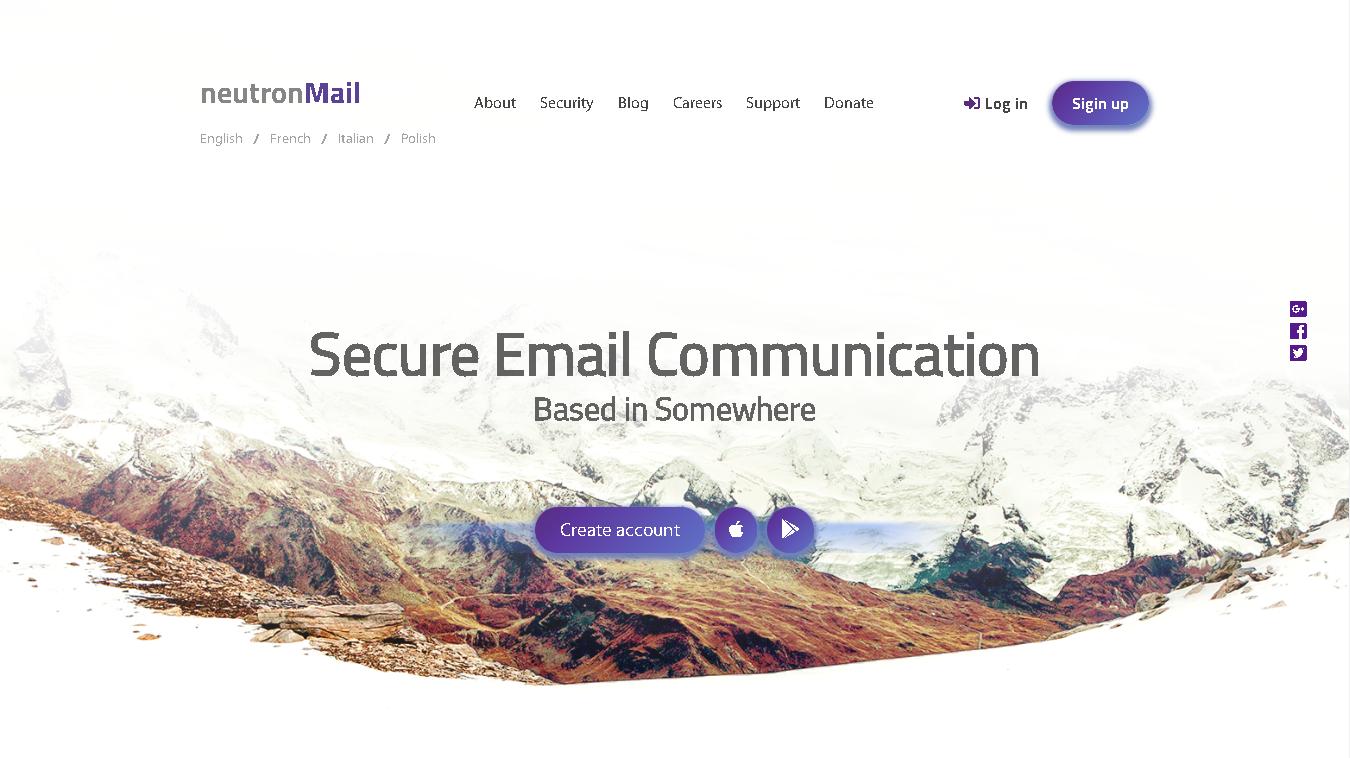 neutronMail
About Security Blog Careers Support Donate
Log in
Sigin up
English / French / Italian / Polish
Secure Email Communication
Based in Somewhere
Create account